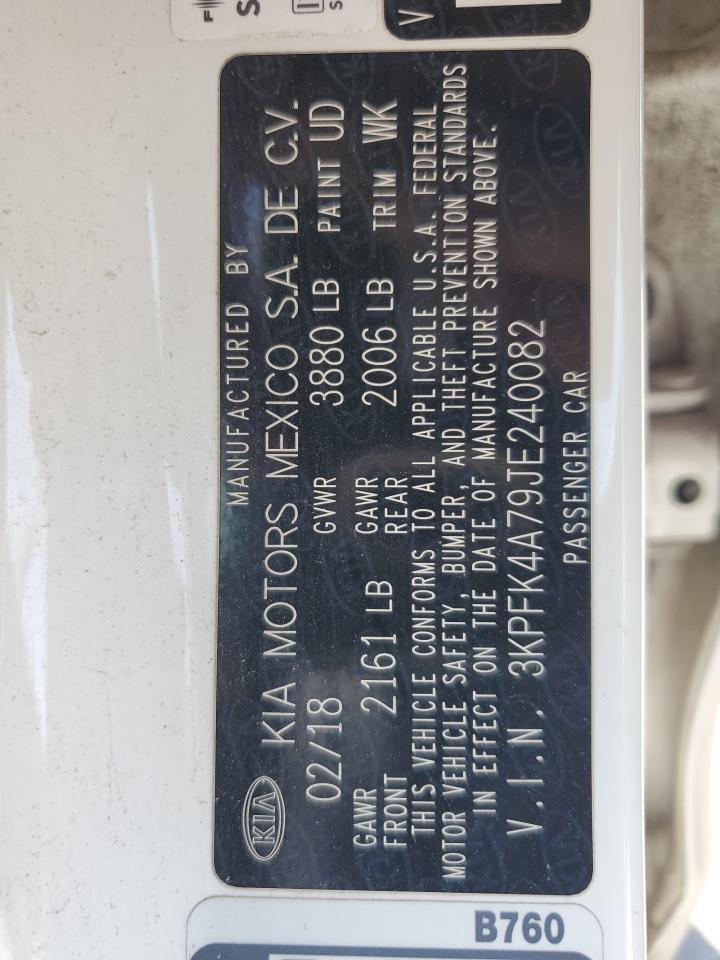 MANUFACTURED BY
KIA KIA MOTORS MEXICO S.A. DE C.V.
02/18 GVWR 3880 LB PAINT UD
GAWR FRONT 2161 LB GAWR REAR 2006 LB TRIM WK
THIS VEHICLE CONFORMS TO ALL APPLICABLE U.S.A. FEDERAL
MOTOR VEHICLE SAFETY, BUMPER, AND THEFT PREVENTION STANDARDS
IN EFFECT ON THE DATE OF MANUFACTURE SHOWN ABOVE.
V.I.N. 3KPFK4A79JE240082
PASSENGER CAR
B760